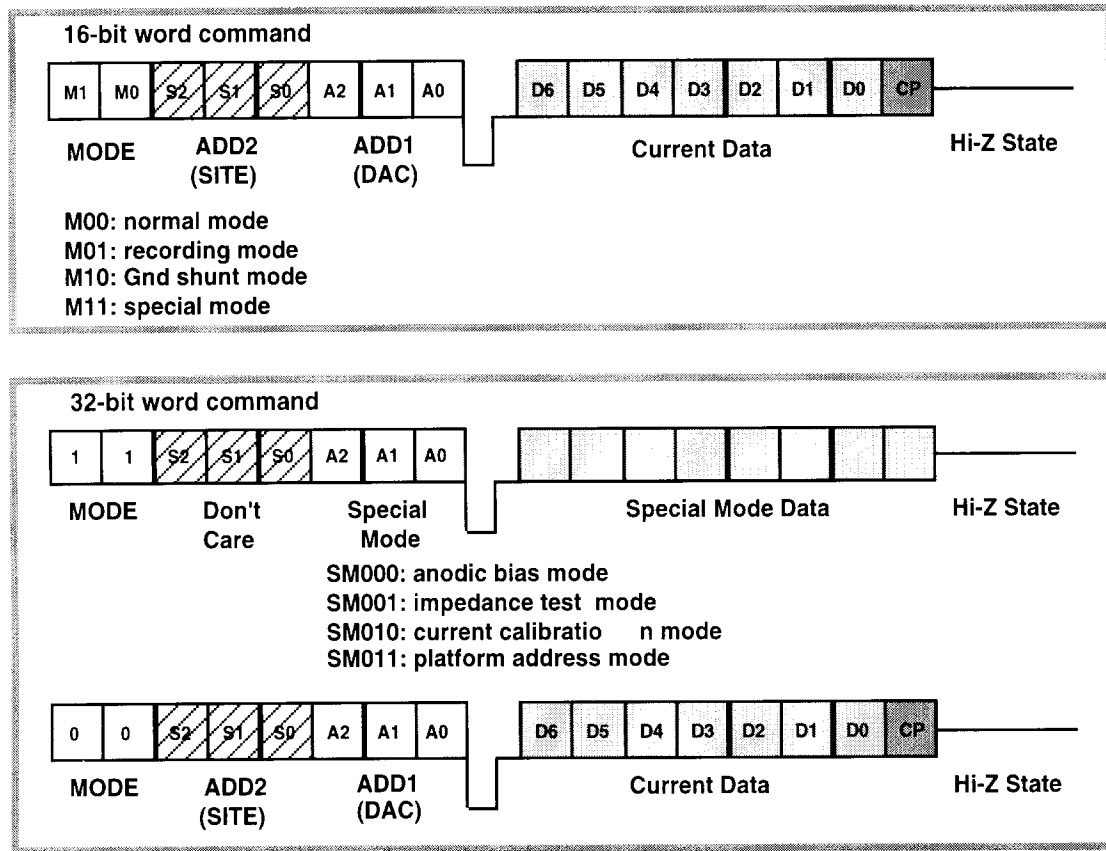 16-bit word command
M1 M0 S2 S1 S0 A2 A1 A0 D6 D5 D4 D3 D2 D1 D0 CP
MODE ADD2 (SITE) ADD1 (DAC) Current Data Hi-Z State
M00: normal mode
M01: recording mode
M10: Gnd shunt mode
M11: special mode
32-bit word command
1 1 S2 S1 S0 A2 A1 A0
MODE Don't Care Special Mode Special Mode Data Hi-Z State
SM000: anodic bias mode
SM001: impedance test mode
SM010: current calibratio n mode
SM011: platform address mode
0 0 S2 S1 S0 A2 A1 A0 D6 D5 D4 D3 D2 D1 D0 CP
MODE ADD2 (SITE) ADD1 (DAC) Current Data Hi-Z State